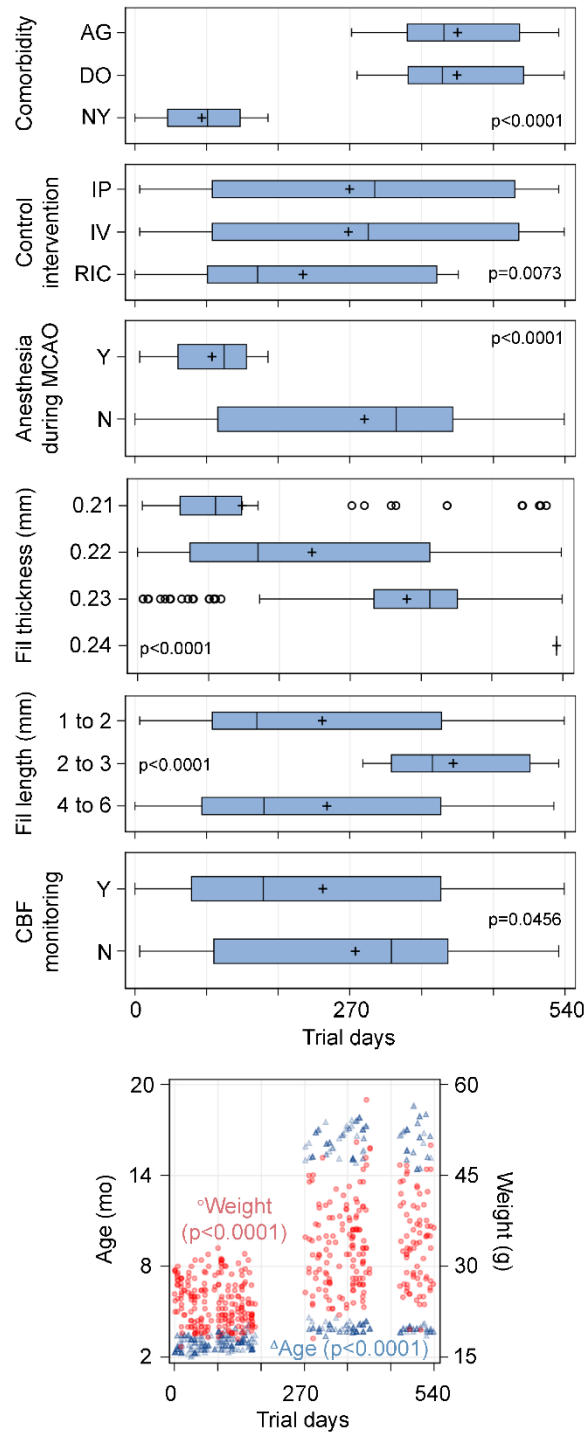 Comorbidity
AG
DO
NY
p<0.0001
Control
intervention
IP
IV
RIC
p=0.0073
Anesthesia
during MCAO
Y
N
p<0.0001
Fil thickness (mm)
0.21
0.22
0.23
0.24
p<0.0001
Fil length (mm)
1 to 2
2 to 3
4 to 6
p<0.0001
CBF
monitoring
Y
N
p=0.0456
0 270 540
Trial days
Age (mo)
20
14
8
2
Weight (g)
60
45
30
15
°Weight
(p<0.0001)
ΔAge (p<0.0001)
0 270 540
Trial days